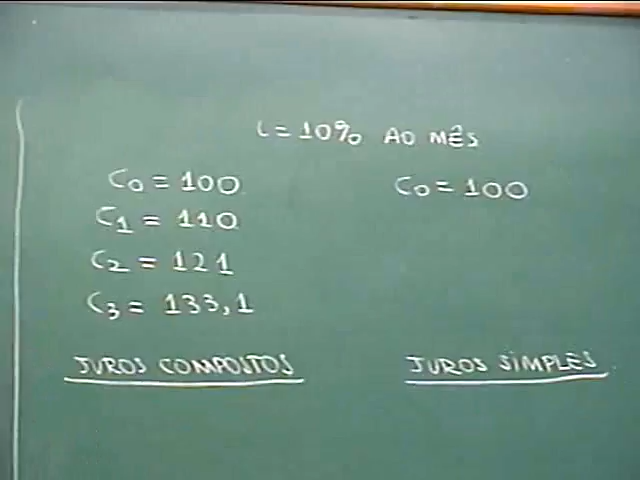 i = 10% AO MÊS
C₀ = 100
C₁ = 110
C₂ = 121
C₃ = 133,1
JUROS COMPOSTOS
C₀ = 100
JUROS SIMPLES